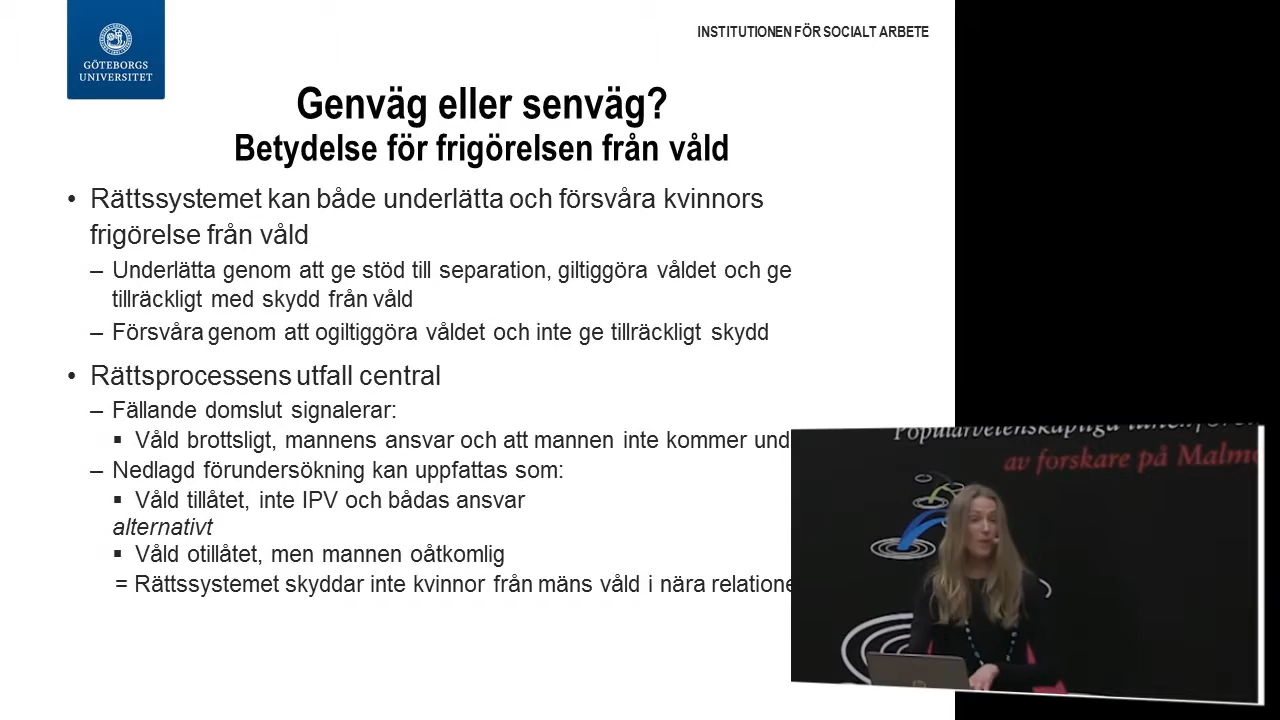 GÖTEBORGS
UNIVERSITET
INSTITUTIONEN FÖR SOCIALT ARBETE
Genväg eller senväg?
Betydelse för frigörelsen från våld
• Rättssystemet kan både underlätta och försvåra kvinnors
frigörelse från våld
– Underlätta genom att ge stöd till separation, giltiggöra våldet och ge
tillräckligt med skydd från våld
– Försvåra genom att ogiltiggöra våldet och inte ge tillräckligt skydd
• Rättsprocessens utfall central
– Fällande domslut signalerar:
▪ Våld brottsligt, mannens ansvar och att mannen inte kommer und
– Nedlagd förundersökning kan uppfattas som:
▪ Våld tillåtet, inte IPV och bådas ansvar
alternativt
▪ Våld otillåtet, men mannen oåtkomlig
= Rättssystemet skyddar inte kvinnor från mäns våld i nära relatione
Populärvetenskapliga
av forskare på Malm